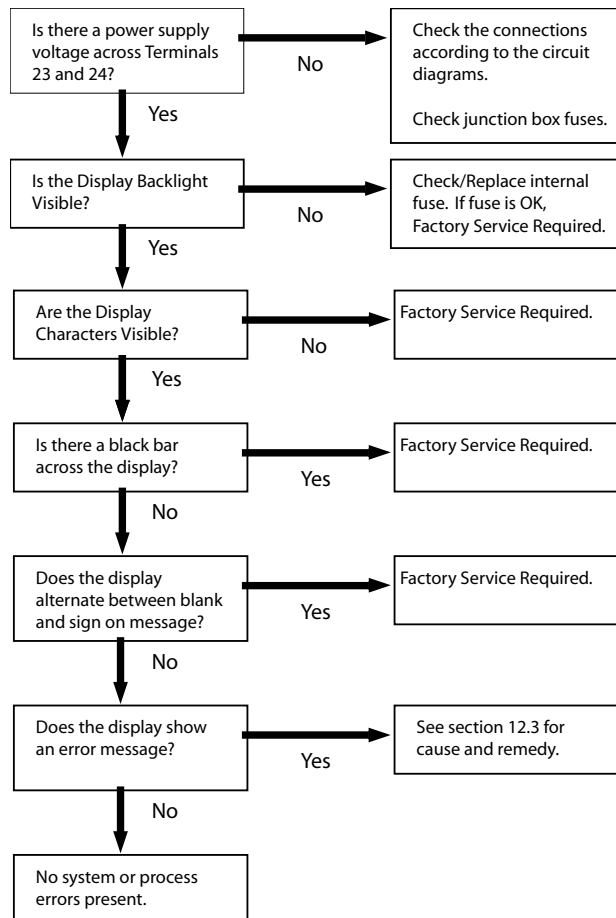 Is there a power supply
voltage across Terminals
23 and 24?
No
Check the connections
according to the circuit
diagrams.
Check junction box fuses.
Yes
Is the Display Backlight
Visible?
No
Check/Replace internal
fuse. If fuse is OK,
Factory Service Required.
Yes
Are the Display
Characters Visible?
No
Factory Service Required.
Yes
Is there a black bar
across the display?
Yes
Factory Service Required.
No
Does the display
alternate between blank
and sign on message?
Yes
Factory Service Required.
No
Does the display show
an error message?
Yes
See section 12.3 for
cause and remedy.
No
No system or process
errors present.